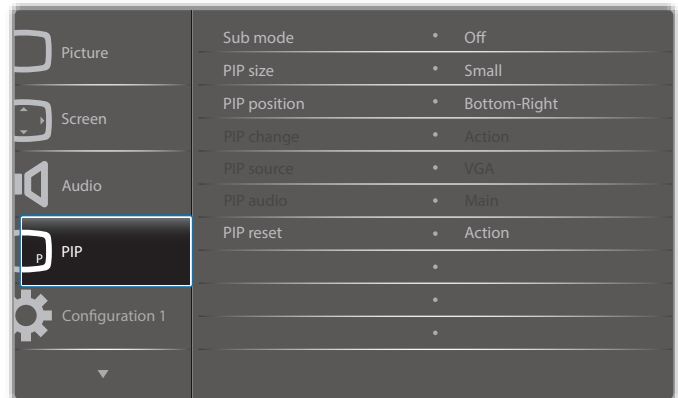 Picture
Screen
Audio
P
PIP
Configuration 1
Sub mode • Off
PIP size • Small
PIP position • Bottom-Right
PIP change • Action
PIP source • VGA
PIP audio • Main
PIP reset • Action
•
•
•